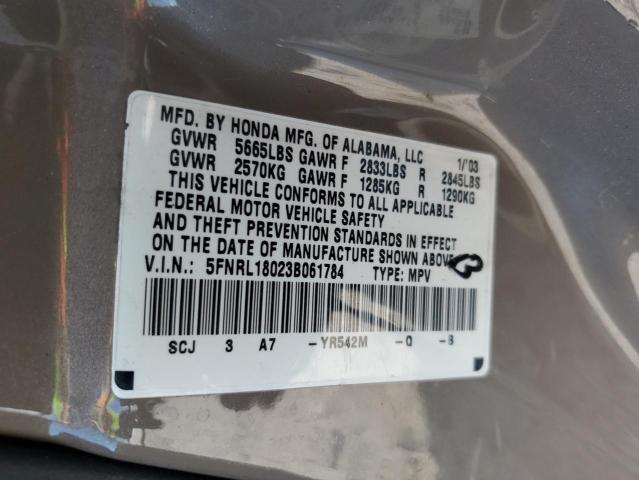 MFD. BY HONDA MFG. OF ALABAMA, LLC 1/'03
GVWR 5665LBS GAWR F 2833LBS R 2845LBS
GVWR 2570KG GAWR F 1285KG R 1290KG
THIS VEHICLE CONFORMS TO ALL APPLICABLE
FEDERAL MOTOR VEHICLE SAFETY
AND THEFT PREVENTION STANDARDS IN EFFECT
ON THE DATE OF MANUFACTURE SHOWN ABOVE
V.I.N.: 5FNRL18023B061784 TYPE: MPV
SCJ 3 A7 -YR542M -0 -B